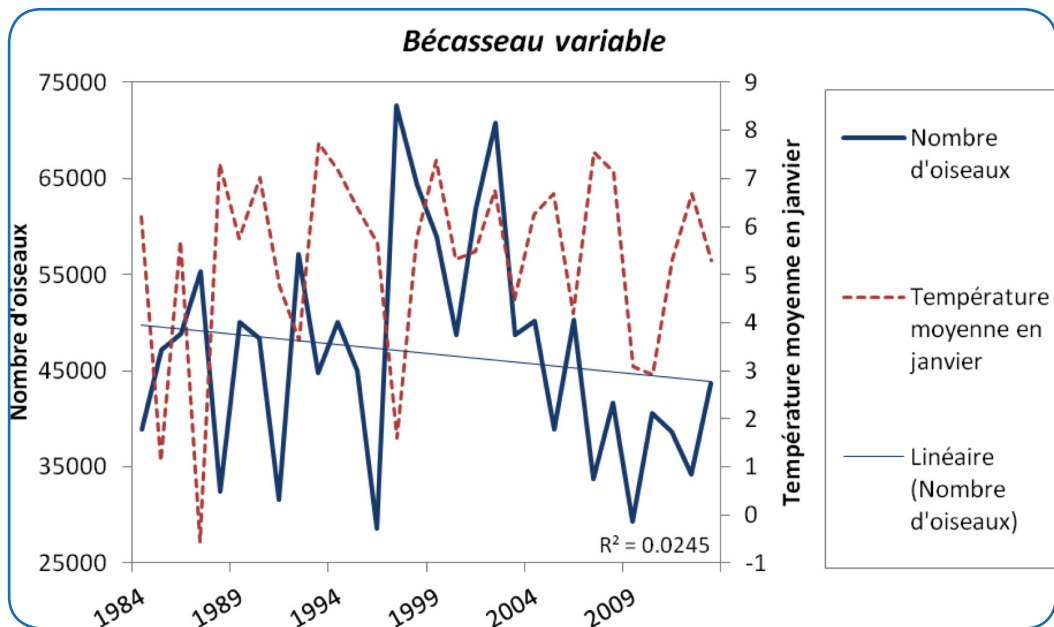 Bécasseau variable
Nombre d'oiseaux
75000
65000
55000
45000
35000
25000
1984
1989
1994
1999
2004
2009
9
8
7
6
5
4
3
2
1
0
-1
Température moyenne en janvier
R² = 0.0245
Nombre
d'oiseaux
Température
moyenne en
janvier
Linéaire
(Nombre
d'oiseaux)